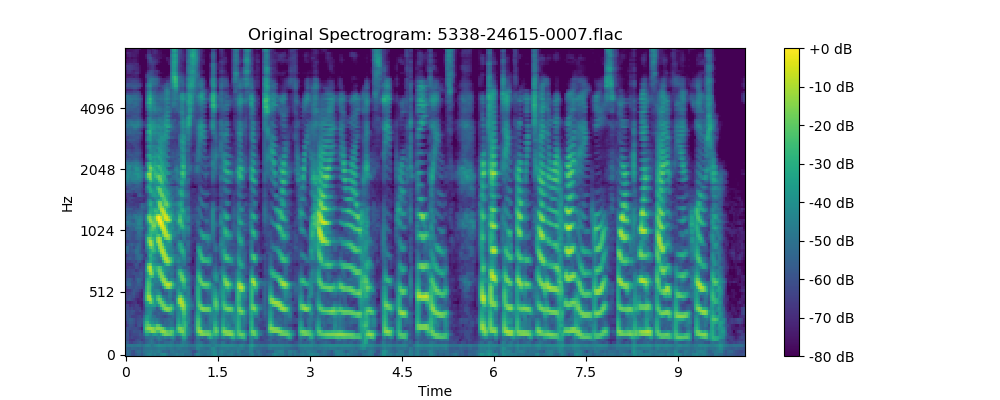 Original Spectrogram: 5338-24615-0007.flac
Hz
4096
2048
1024
512
0
0 1.5 3 4.5 6 7.5 9
Time
+0 dB
-10 dB
-20 dB
-30 dB
-40 dB
-50 dB
-60 dB
-70 dB
-80 dB